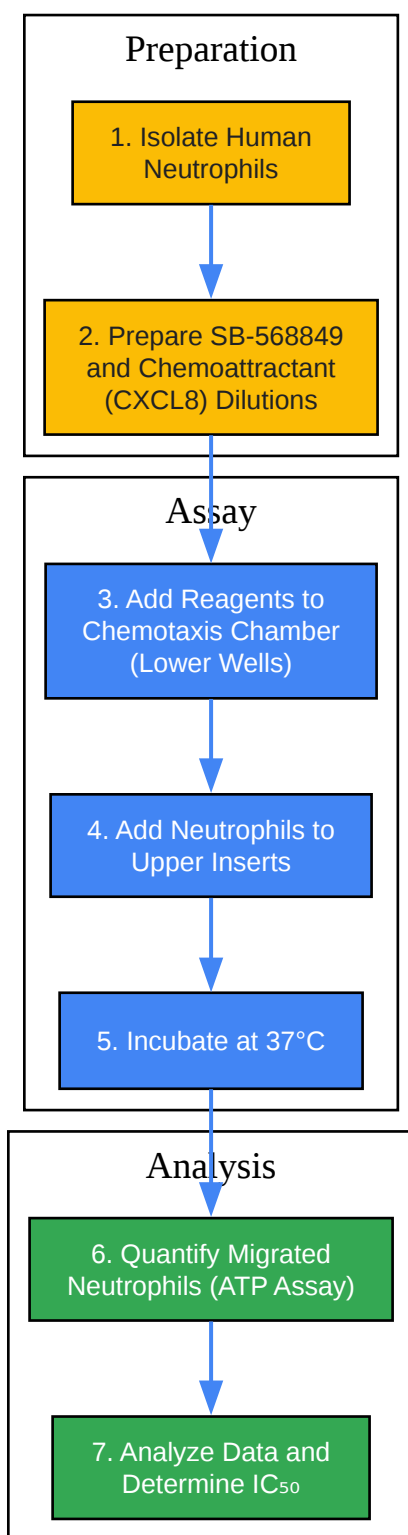 Preparation
1. Isolate Human
Neutrophils
2. Prepare SB-568849
and Chemoattractant
(CXCL8) Dilutions
Assay
3. Add Reagents to
Chemotaxis Chamber
(Lower Wells)
4. Add Neutrophils to
Upper Inserts
5. Incubate at 37°C
Analysis
6. Quantify Migrated
Neutrophils (ATP Assay)
7. Analyze Data and
Determine IC₅₀